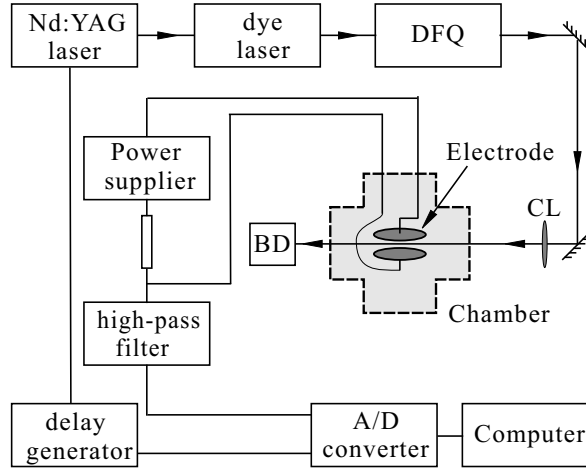 Nd:YAG
laser
dye
laser
DFQ
Power
supplier
Electrode
CL
BD
Chamber
high-pass
filter
delay
generator
A/D
converter
Computer